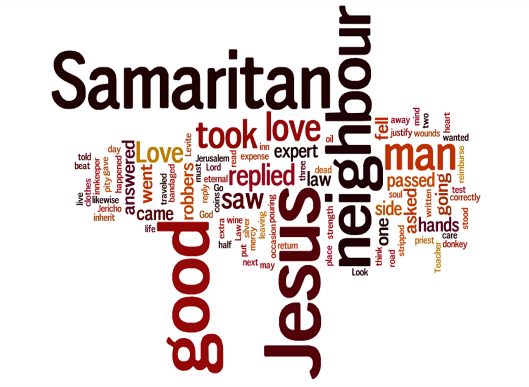 Samaritan
neighbour
Jesus
good
man
took
love
Love
replied
saw
expert
law
answered
went
came
robbers
passed
going
asked
side
one
hands
fell
told
beat
day
gave
pity
happened
innkeeper
clothes
live
likewise
Jericho
inherit
traveled
bandaged
Levite
must
Jerusalem
Lord
read
inn
expense
eternal
reply
coins
Go
God
life
three
dead
oil
away
mind
two
heart
justify
wounds
wanted
reimburse
soul
test
written
correctly
stood
care
donkey
priest
Teacher
stripped
road
think
Look
place
strength
pouring
occasion
return
leaving
wine
extra
half
Law
put
silver
mercy
next
may